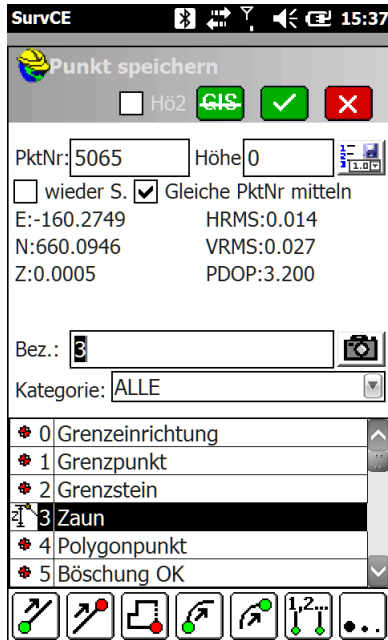 SurvCE 15:37
Punkt speichern
Hö2 GIS
PktNr: 5065 Höhe 0
wieder S. Gleiche PktNr mitteln
E:-160.2749 HRMS:0.014
N:660.0946 VRMS:0.027
Z:0.0005 PDOP:3.200
Bez.: 3
Kategorie: ALLE
0 Grenzeinrichtung
1 Grenzpunkt
2 Grenzstein
3 Zaun
4 Polygonpunkt
5 Böschung OK
1,2...